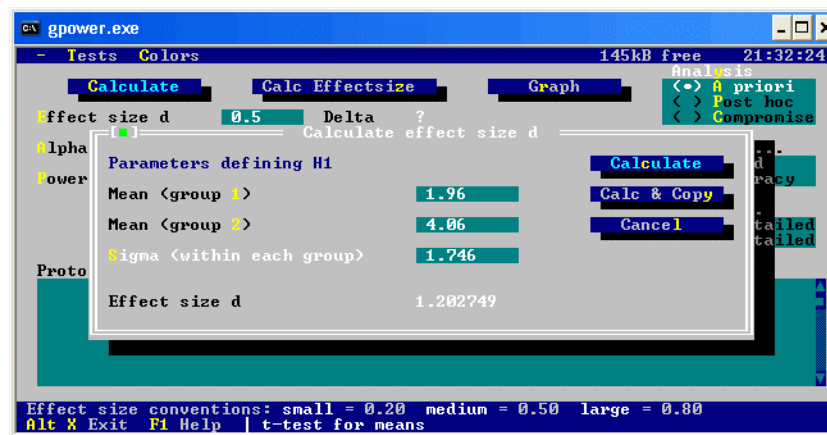 gpower.exe
- Tests Colors 145kB free 21:32:24
Analysis
Calculate Calc Effectsize Graph (•) A priori
( ) Post hoc
Effect size d 0.5 Delta ? ( ) Compromise
[■] Calculate effect size d
Alpha ...
Parameters defining H1 Calculate d
Power racy
Mean (group 1) 1.96 Calc & Copy
Mean (group 2) 4.06 Cancel tailed
Sigma (within each group) 1.746 tailed
Proto
Effect size d 1.202749
Effect size conventions: small = 0.20 medium = 0.50 large = 0.80
Alt X Exit F1 Help | t-test for means